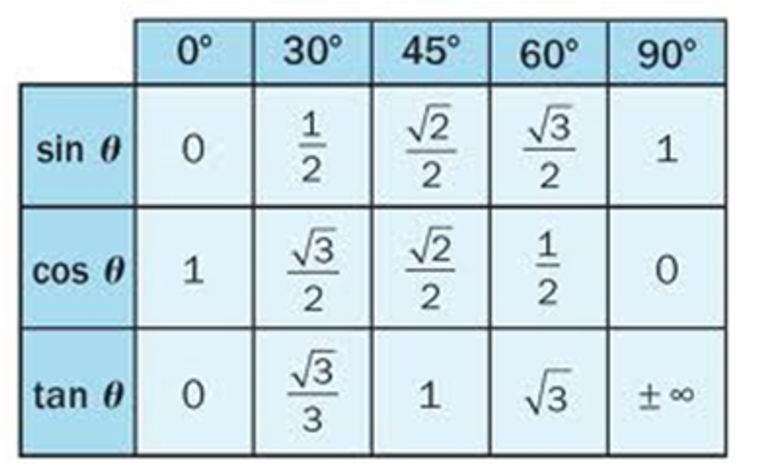 0° 30° 45° 60° 90°
sin θ 0 1/2 √2/2 √3/2 1
cos θ 1 √3/2 √2/2 1/2 0
tan θ 0 √3/3 1 √3 ±∞